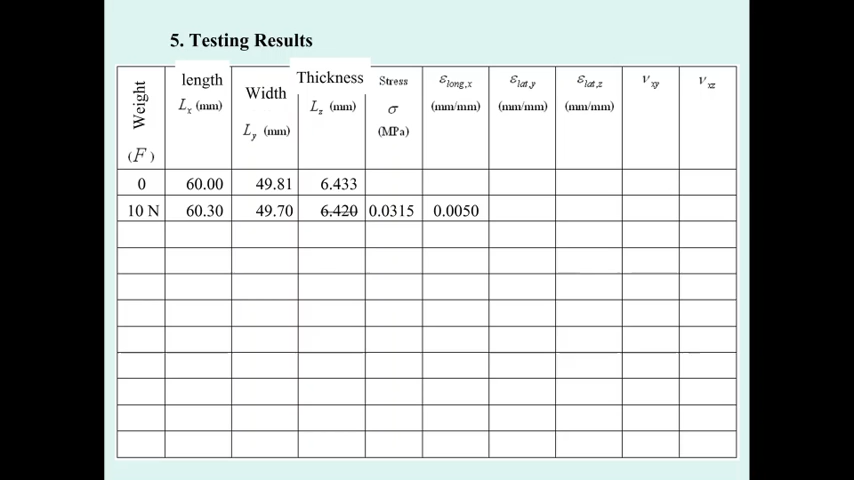 5. Testing Results
Weight (F) length Lx (mm) Width Ly (mm) Thickness Lz (mm) Stress σ (MPa) εlong,x (mm/mm) εlat,y (mm/mm) εlat,z (mm/mm) νxy νxz
0 60.00 49.81 6.433
10 N 60.30 49.70 6.420 0.0315 0.0050